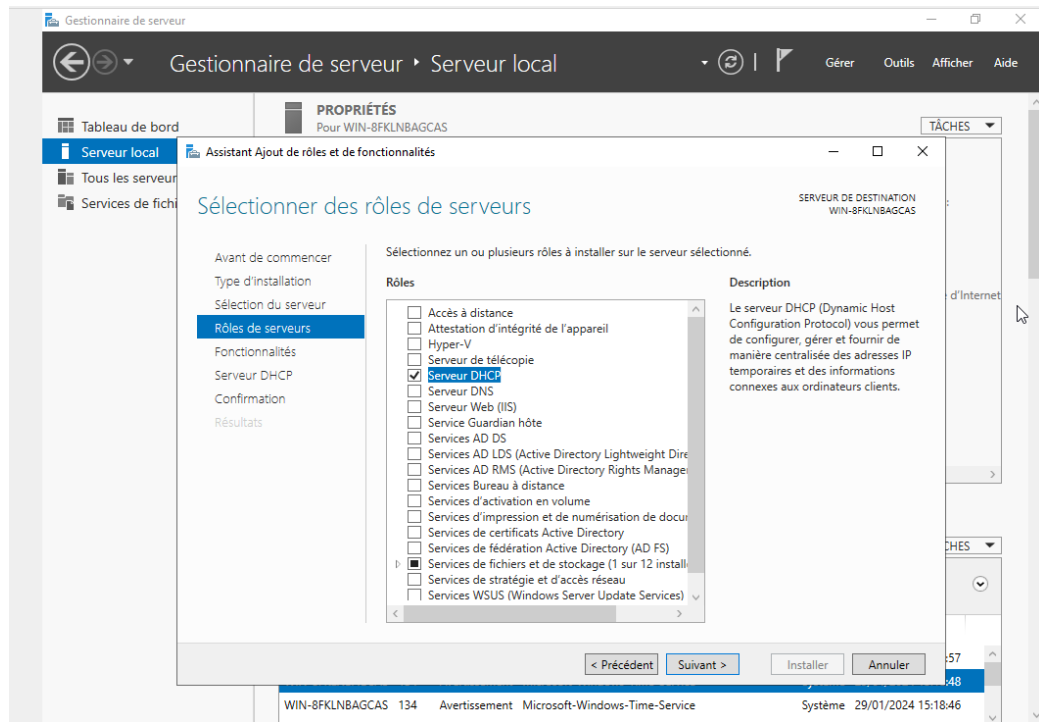 Gestionnaire de serveur
Gestionnaire de serveur • Serveur local
Gérer Outils Afficher Aide
Tableau de bord
Serveur local
Tous les serveur
Services de fichi
PROPRIÉTÉS
Pour WIN-8FKLNBAGCAS
TÂCHES
Assistant Ajout de rôles et de fonctionnalités
Sélectionner des rôles de serveurs
SERVEUR DE DESTINATION
WIN-8FKLNBAGCAS
Avant de commencer
Type d'installation
Sélection du serveur
Rôles de serveurs
Fonctionnalités
Serveur DHCP
Confirmation
Résultats
Sélectionnez un ou plusieurs rôles à installer sur le serveur sélectionné.
Rôles
Accès à distance
Attestation d'intégrité de l'appareil
Hyper-V
Serveur de télécopie
Serveur DHCP
Serveur DNS
Serveur Web (IIS)
Service Guardian hôte
Services AD DS
Services AD LDS (Active Directory Lightweight Dire
Services AD RMS (Active Directory Rights Manage
Services Bureau à distance
Services d'activation en volume
Services d'impression et de numérisation de docu
Services de certificats Active Directory
Services de fédération Active Directory (AD FS)
Services de fichiers et de stockage (1 sur 12 install
Services de stratégie et d'accès réseau
Services WSUS (Windows Server Update Services)
Description
Le serveur DHCP (Dynamic Host
Configuration Protocol) vous permet
de configurer, gérer et fournir de
manière centralisée des adresses IP
temporaires et des informations
connexes aux ordinateurs clients.
d'Internet
CHES
< Précédent
Suivant >
Installer
Annuler
:57
:48
WIN-8FKLNBAGCAS 134 Avertissement Microsoft-Windows-Time-Service Système 29/01/2024 15:18:46